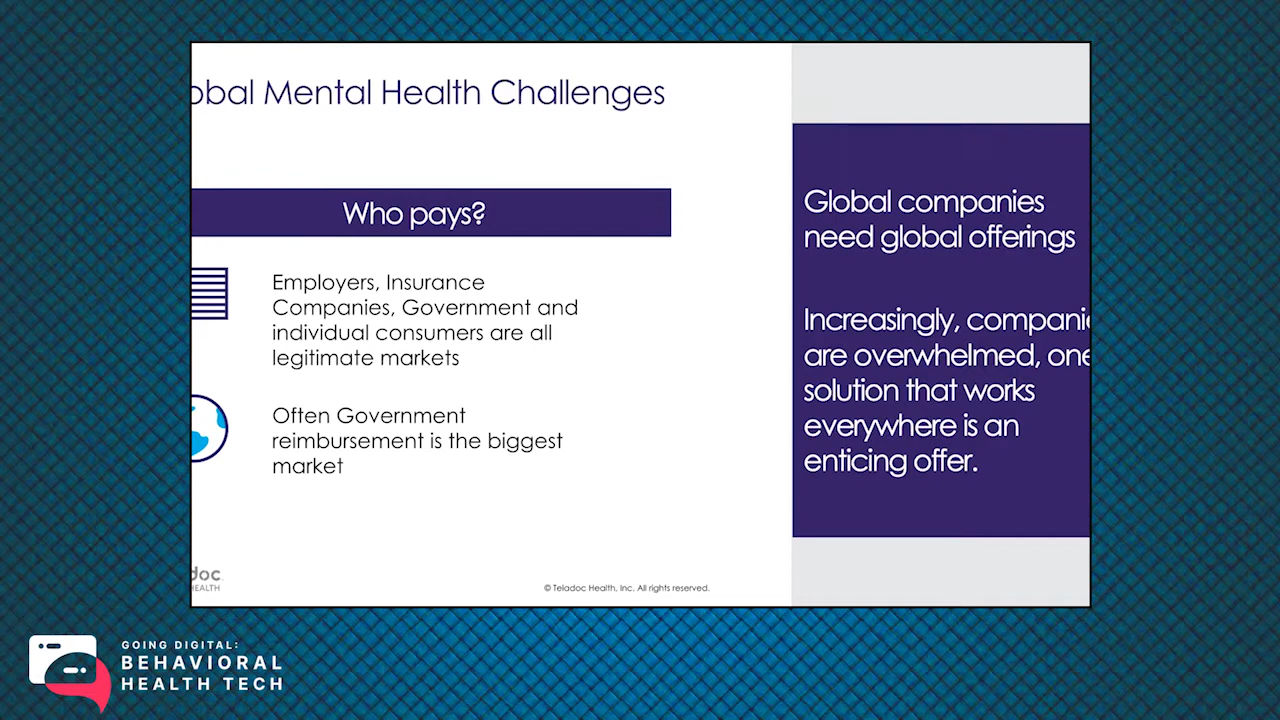 obal Mental Health Challenges
Who pays?
Employers, Insurance
Companies, Government and
individual consumers are all
legitimate markets
Often Government
reimbursement is the biggest
market
Global companies
need global offerings
Increasingly, compani
are overwhelmed, one
solution that works
everywhere is an
enticing offer.
doc
HEALTH
© Teladoc Health, Inc. All rights reserved.
GOING DIGITAL:
BEHAVIORAL
HEALTH TECH